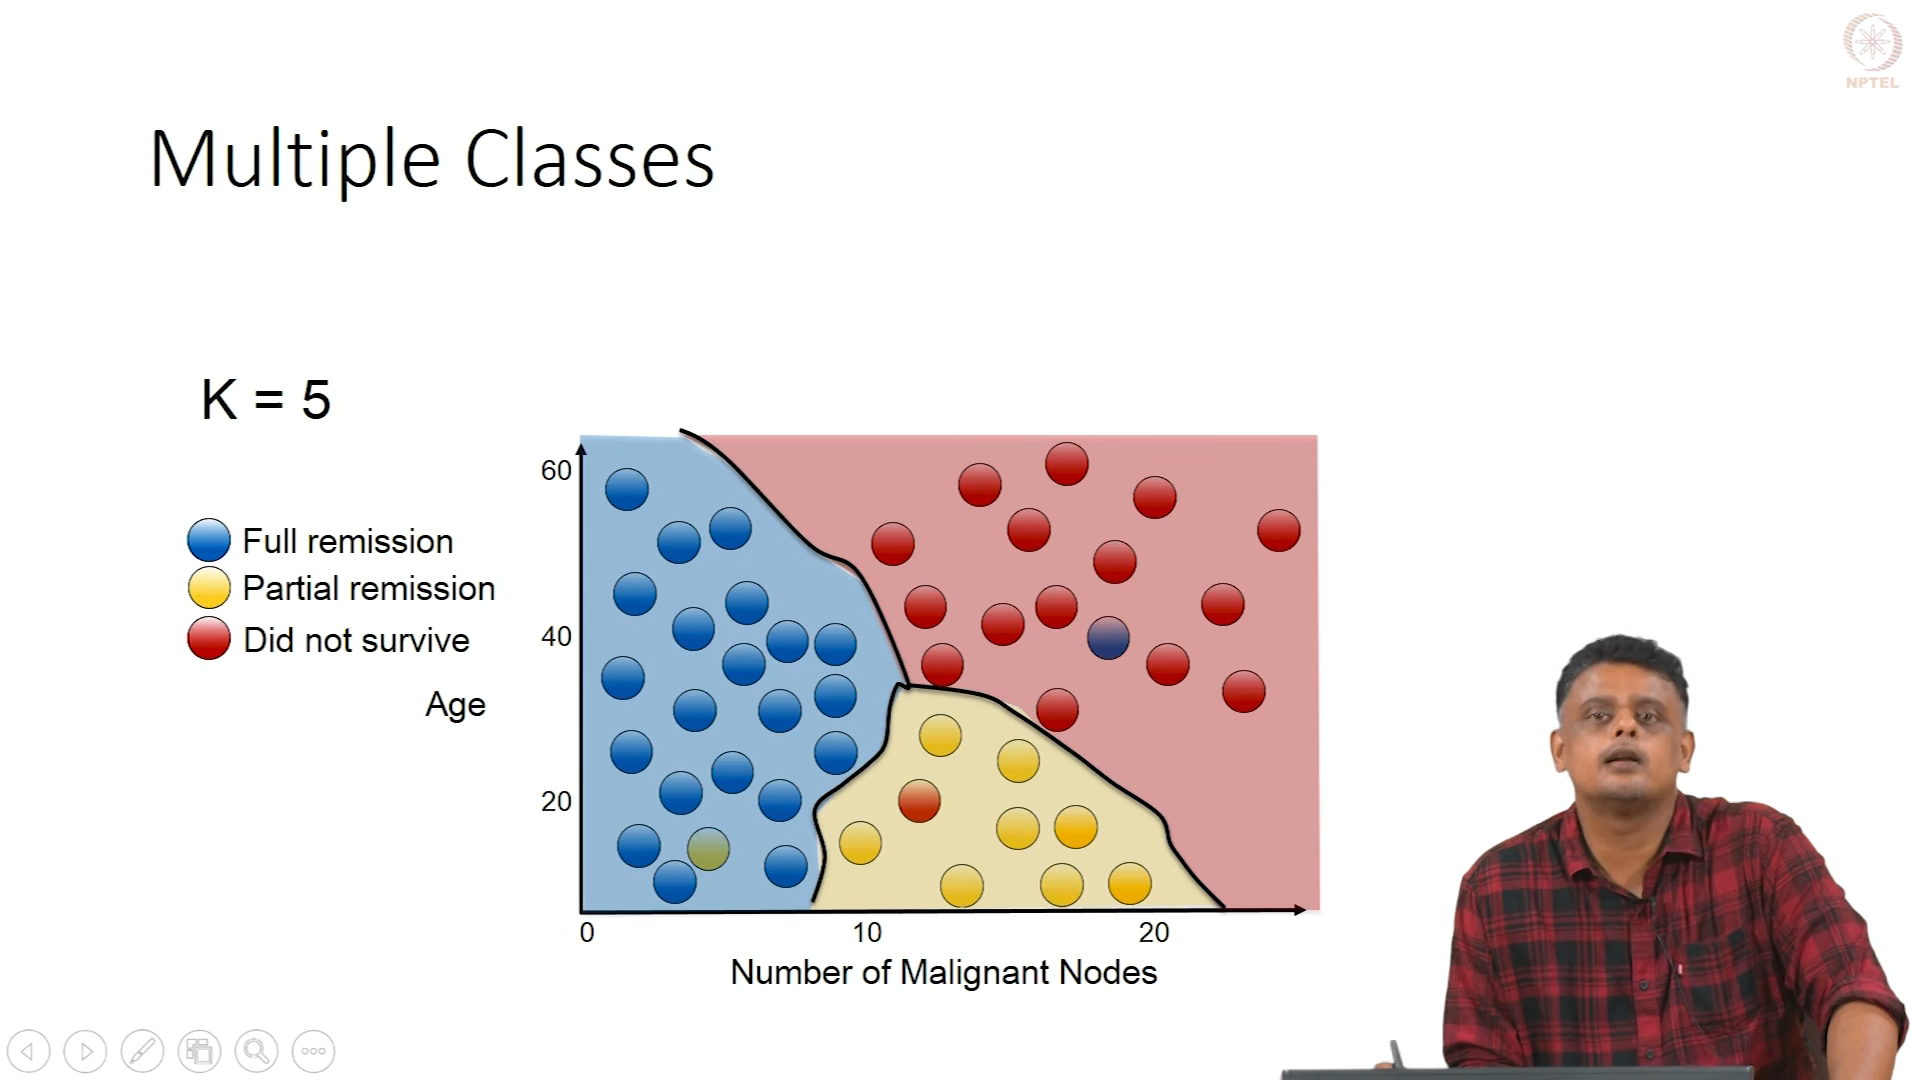 NPTEL
Multiple Classes
K = 5
Full remission
Partial remission
Did not survive
Age
60
40
20
0 10 20
Number of Malignant Nodes